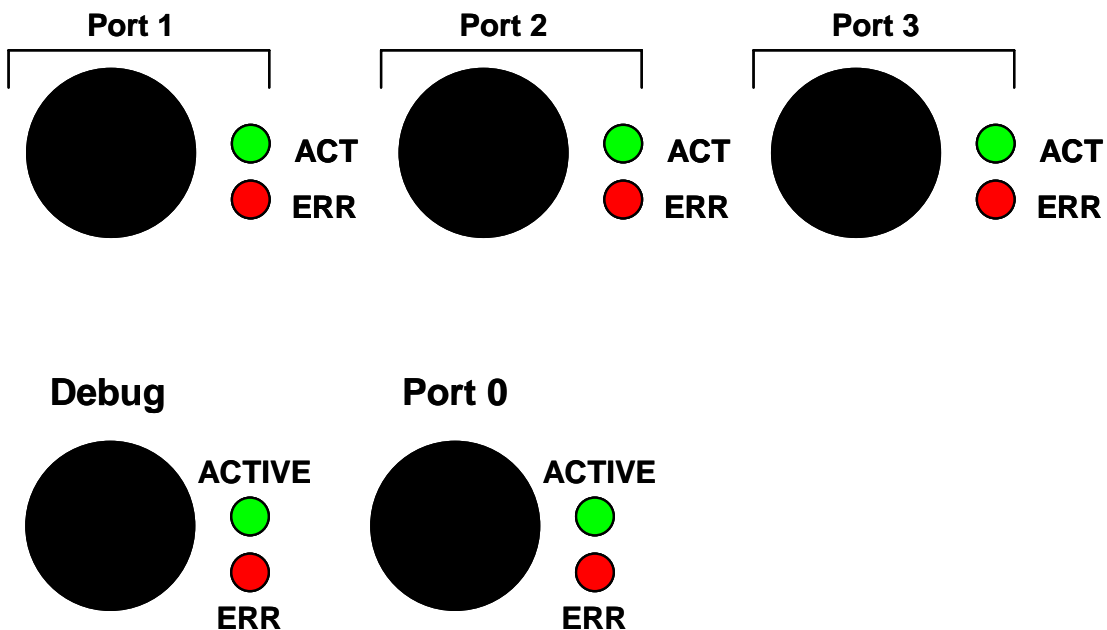 Port 1
Port 2
Port 3
ACT
ERR
ACT
ERR
ACT
ERR
Debug
Port 0
ACTIVE
ERR
ACTIVE
ERR